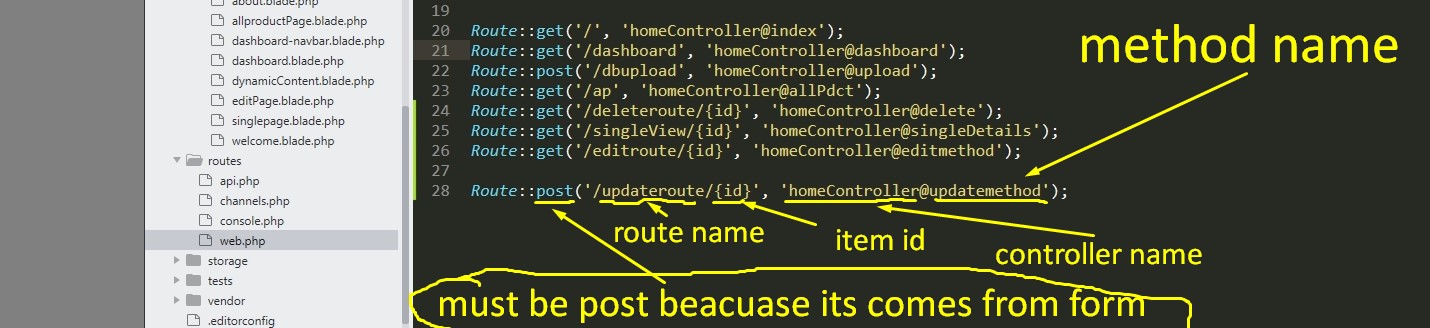 about.blade.php
allproductPage.blade.php
dashboard-navbar.blade.php
dashboard.blade.php
dynamicContent.blade.php
editPage.blade.php
singlepage.blade.php
welcome.blade.php
routes
api.php
channels.php
console.php
web.php
storage
tests
vendor
.editorconfig
19
20 Route::get('/', 'homeController@index');
21 Route::get('/dashboard', 'homeController@dashboard');
22 Route::post('/dbupload', 'homeController@upload');
23 Route::get('/ap', 'homeController@allPdct');
24 Route::get('/deleteroute/{id}', 'homeController@delete');
25 Route::get('/singleView/{id}', 'homeController@singleDetails');
26 Route::get('/editroute/{id}', 'homeController@editmethod');
27
28 Route::post('/updateroute/{id}', 'homeController@updatemethod');
method name
route name
item id
controller name
must be post beacuase its comes from form